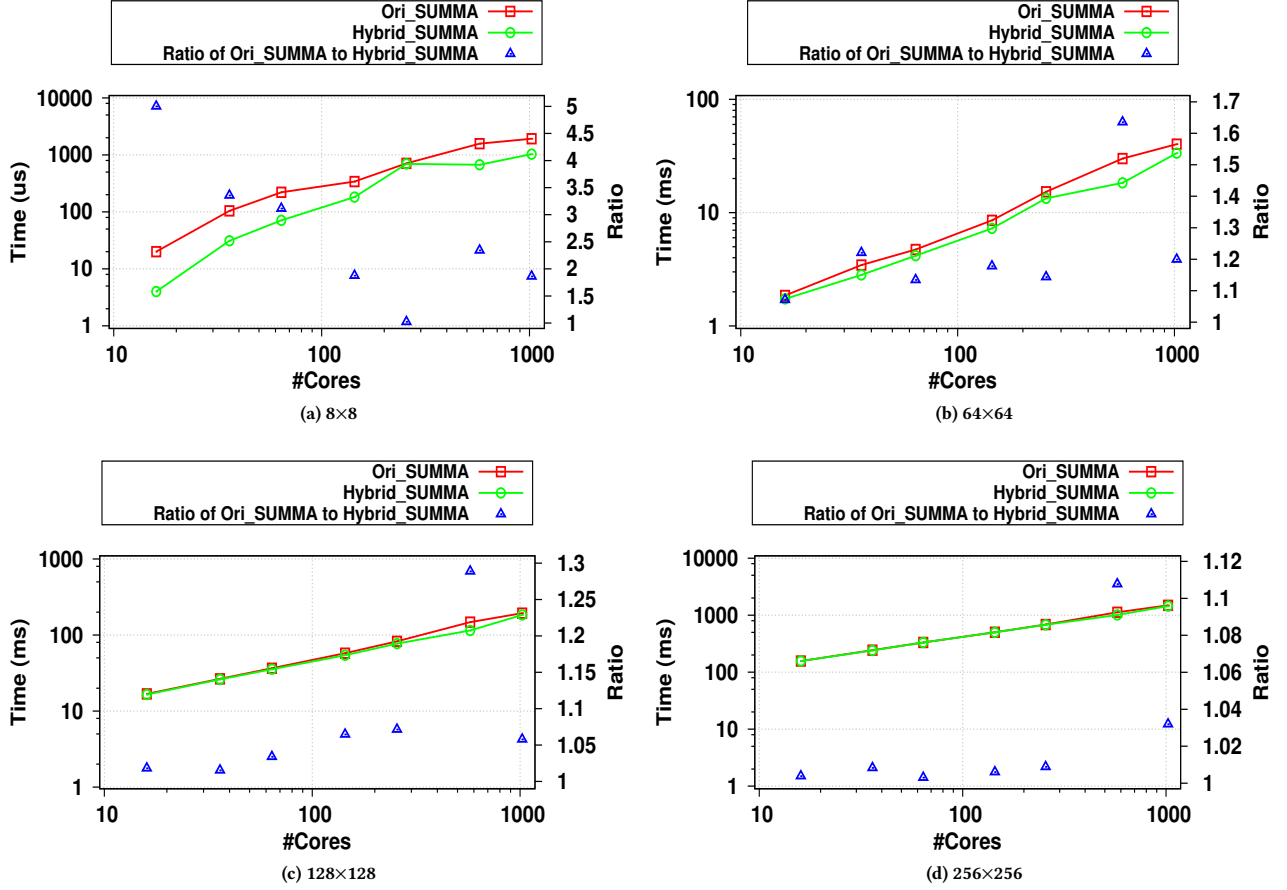 Ori_SUMMA
Hybrid_SUMMA
Ratio of Ori_SUMMA to Hybrid_SUMMA
10000
1000
100
10
1
Time (us)
5
4.5
4
3.5
3
2.5
2
1.5
1
Ratio
10 100 1000
#Cores
(a) 8×8
Ori_SUMMA
Hybrid_SUMMA
Ratio of Ori_SUMMA to Hybrid_SUMMA
100
10
1
Time (ms)
1.7
1.6
1.5
1.4
1.3
1.2
1.1
1
Ratio
10 100 1000
#Cores
(b) 64×64
Ori_SUMMA
Hybrid_SUMMA
Ratio of Ori_SUMMA to Hybrid_SUMMA
1000
100
10
1
Time (ms)
1.3
1.25
1.2
1.15
1.1
1.05
1
Ratio
10 100 1000
#Cores
(c) 128×128
Ori_SUMMA
Hybrid_SUMMA
Ratio of Ori_SUMMA to Hybrid_SUMMA
10000
1000
100
10
1
Time (ms)
1.12
1.1
1.08
1.06
1.04
1.02
1
Ratio
10 100 1000
#Cores
(d) 256×256